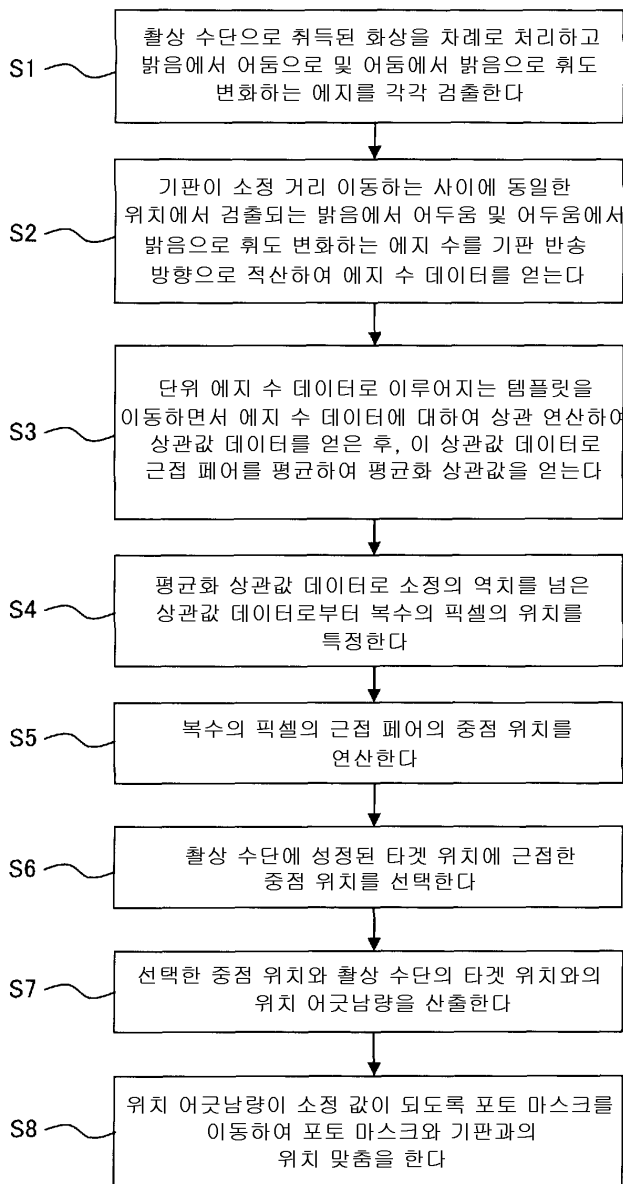 S1
촬상 수단으로 취득된 화상을 차례로 처리하고
밝음에서 어둠으로 및 어둠에서 밝음으로 휘도
변화하는 에지를 각각 검출한다
S2
기판이 소정 거리 이동하는 사이에 동일한
위치에서 검출되는 밝음에서 어두움 및 어두움에서
밝음으로 휘도 변화하는 에지 수를 기판 반송
방향으로 적산하여 에지 수 데이터를 얻는다
S3
단위 에지 수 데이터로 이루어지는 템플릿을
이동하면서 에지 수 데이터에 대하여 상관 연산하여
상관값 데이터를 얻은 후, 이 상관값 데이터로
근접 페어를 평균하여 평균화 상관값을 얻는다
S4
평균화 상관값 데이터로 소정의 역치를 넘은
상관값 데이터로부터 복수의 픽셀의 위치를
특정한다
S5
복수의 픽셀의 근접 페어의 중점 위치를
연산한다
S6
촬상 수단에 성정된 타겟 위치에 근접한
중점 위치를 선택한다
S7
선택한 중점 위치와 촬상 수단의 타겟 위치와의
위치 어긋남량을 산출한다
S8
위치 어긋남량이 소정 값이 되도록 포토 마스크를
이동하여 포토 마스크와 기판과의
위치 맞춤을 한다